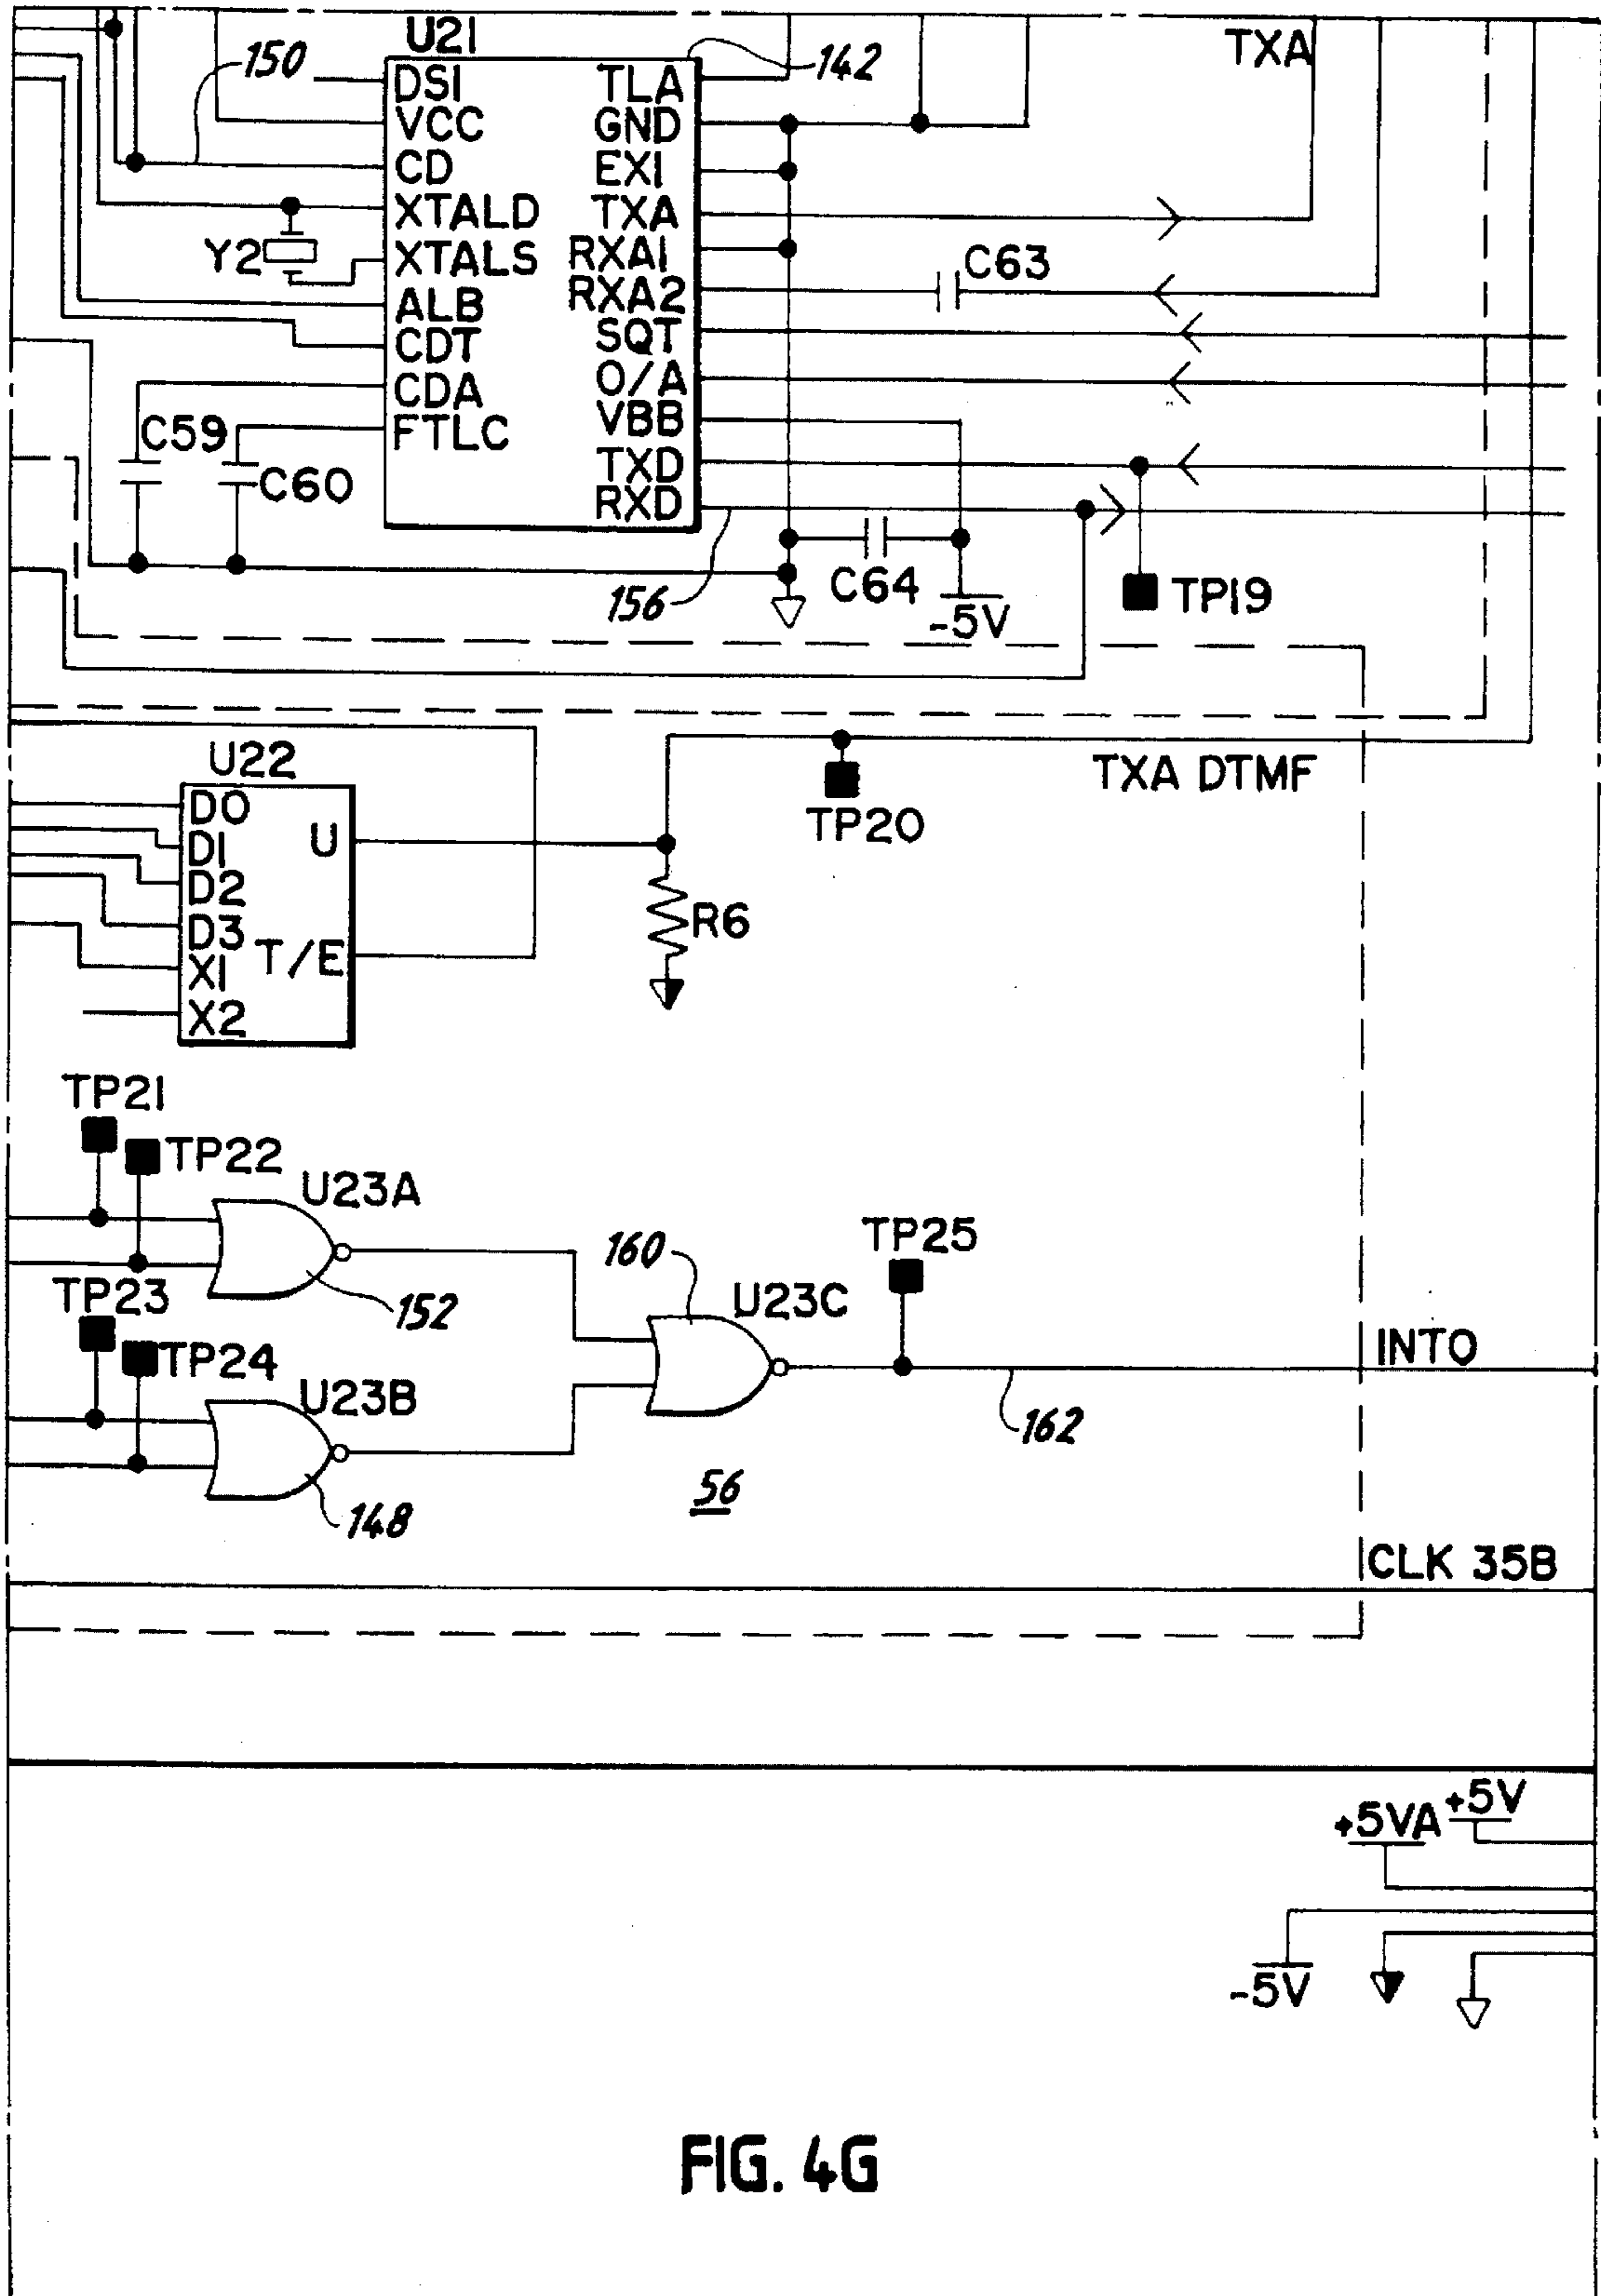 U21
TXA
150
142
DSI
TLA
VCC
GND
CD
EXI
XTALD
TXA
Y2
XTALS
RXA1
C63
ALB
RXA2
CDT
SQT
CDA
O/A
C59
FTLC
VBB
C60
TXD
RXD
156
C64
-5V
TP19
U22
TXA DTMF
D0
D1
U
TP20
D2
D3
R6
T/E
X1
X2
TP21
TP22
U23A
160
TP25
TP23
152
U23C
TP24
INTO
U23B
162
56
148
CLK 35B
+5VA
+5V
-5V
FIG. 4G